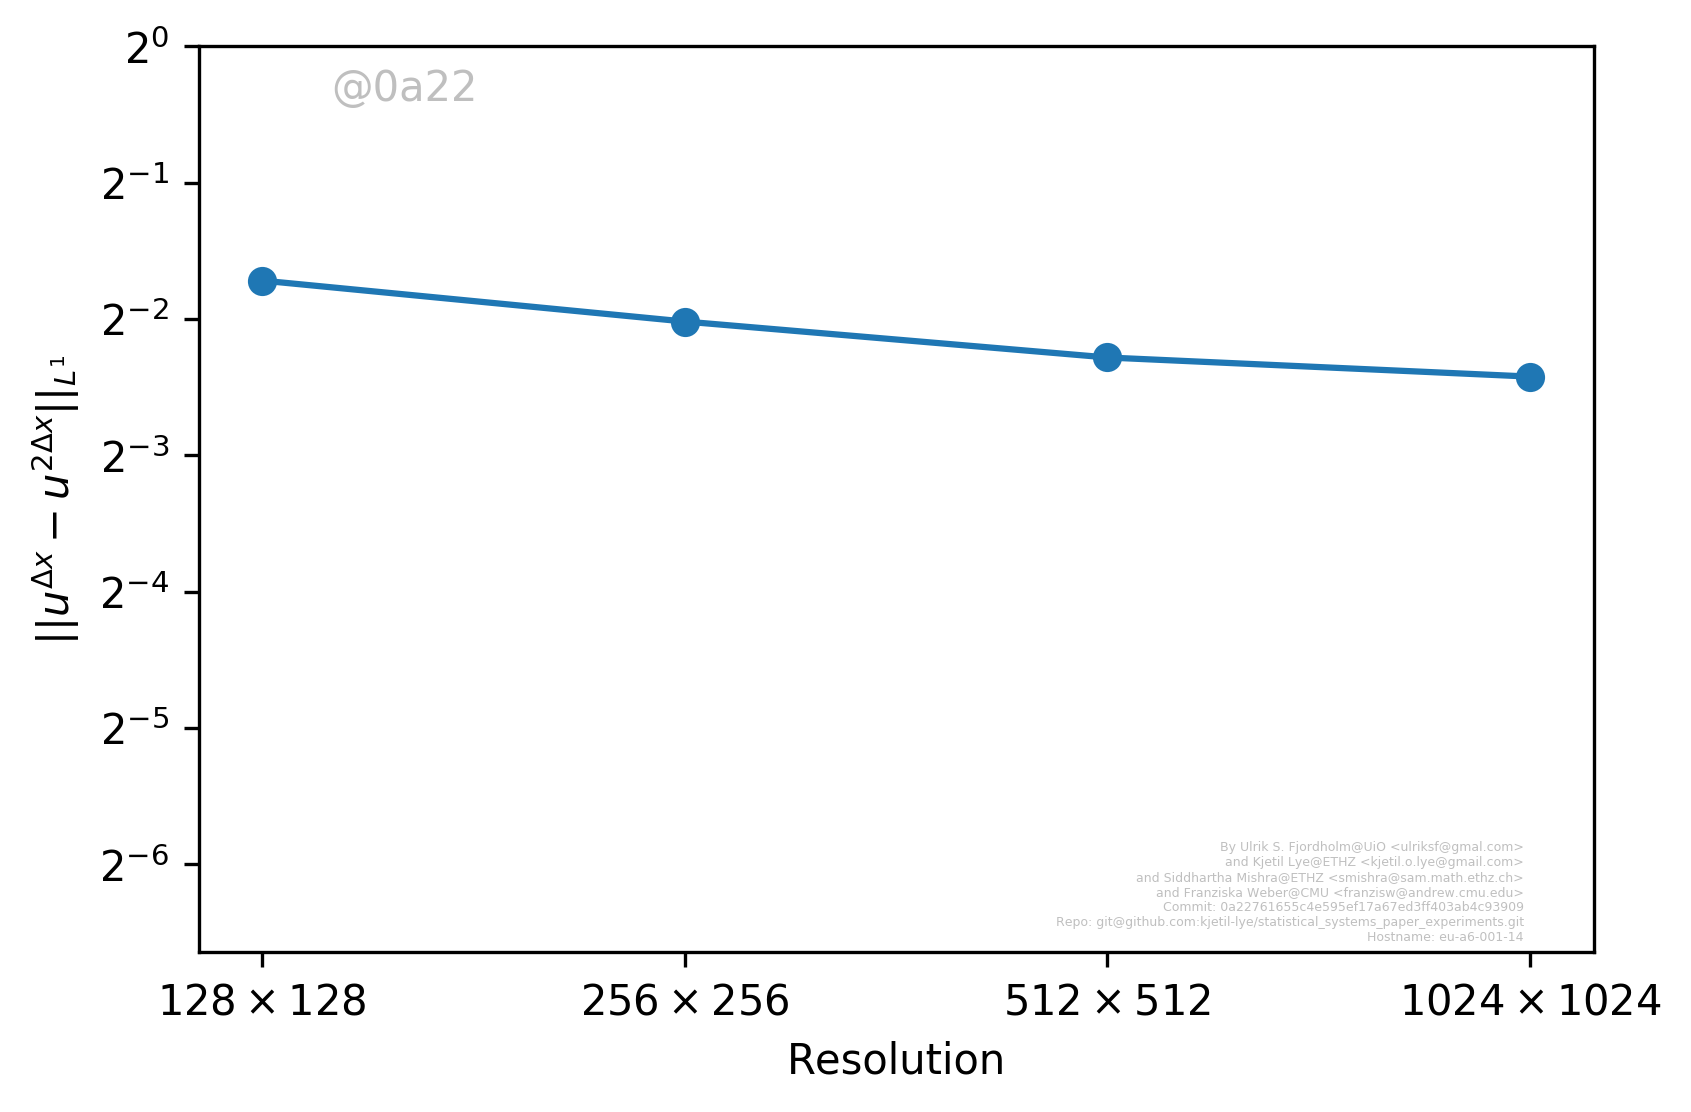 2^0
@0a22
2^−1
2^−2
2^−3
2^−4
2^−5
2^−6
||u^Δx − u^2Δx||_L^1
By Ulrik S. Fjordholm@UiO <ulriksf@gmal.com>
and Kjetil Lye@ETHZ <kjetil.o.lye@gmail.com>
and Siddhartha Mishra@ETHZ <smishra@sam.math.ethz.ch>
and Franziska Weber@CMU <franzisw@andrew.cmu.edu>
Commit: 0a22761655c4e595ef17a67ed3ff403ab4c93909
Repo: git@github.com:kjetil-lye/statistical_systems_paper_experiments.git
Hostname: eu-a6-001-14
128 × 128 256 × 256 512 × 512 1024 × 1024
Resolution